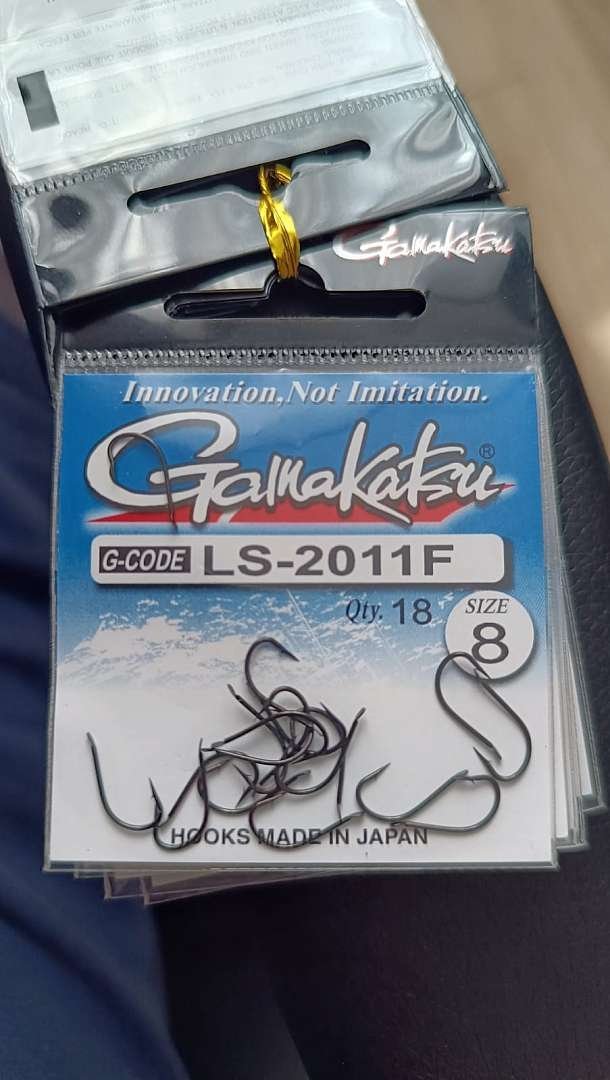 Gamakatsu
Innovation,Not Imitation.
Gamakatsu®
G-CODE LS-2011F
Qty. 18
SIZE
8
HOOKS MADE IN JAPAN